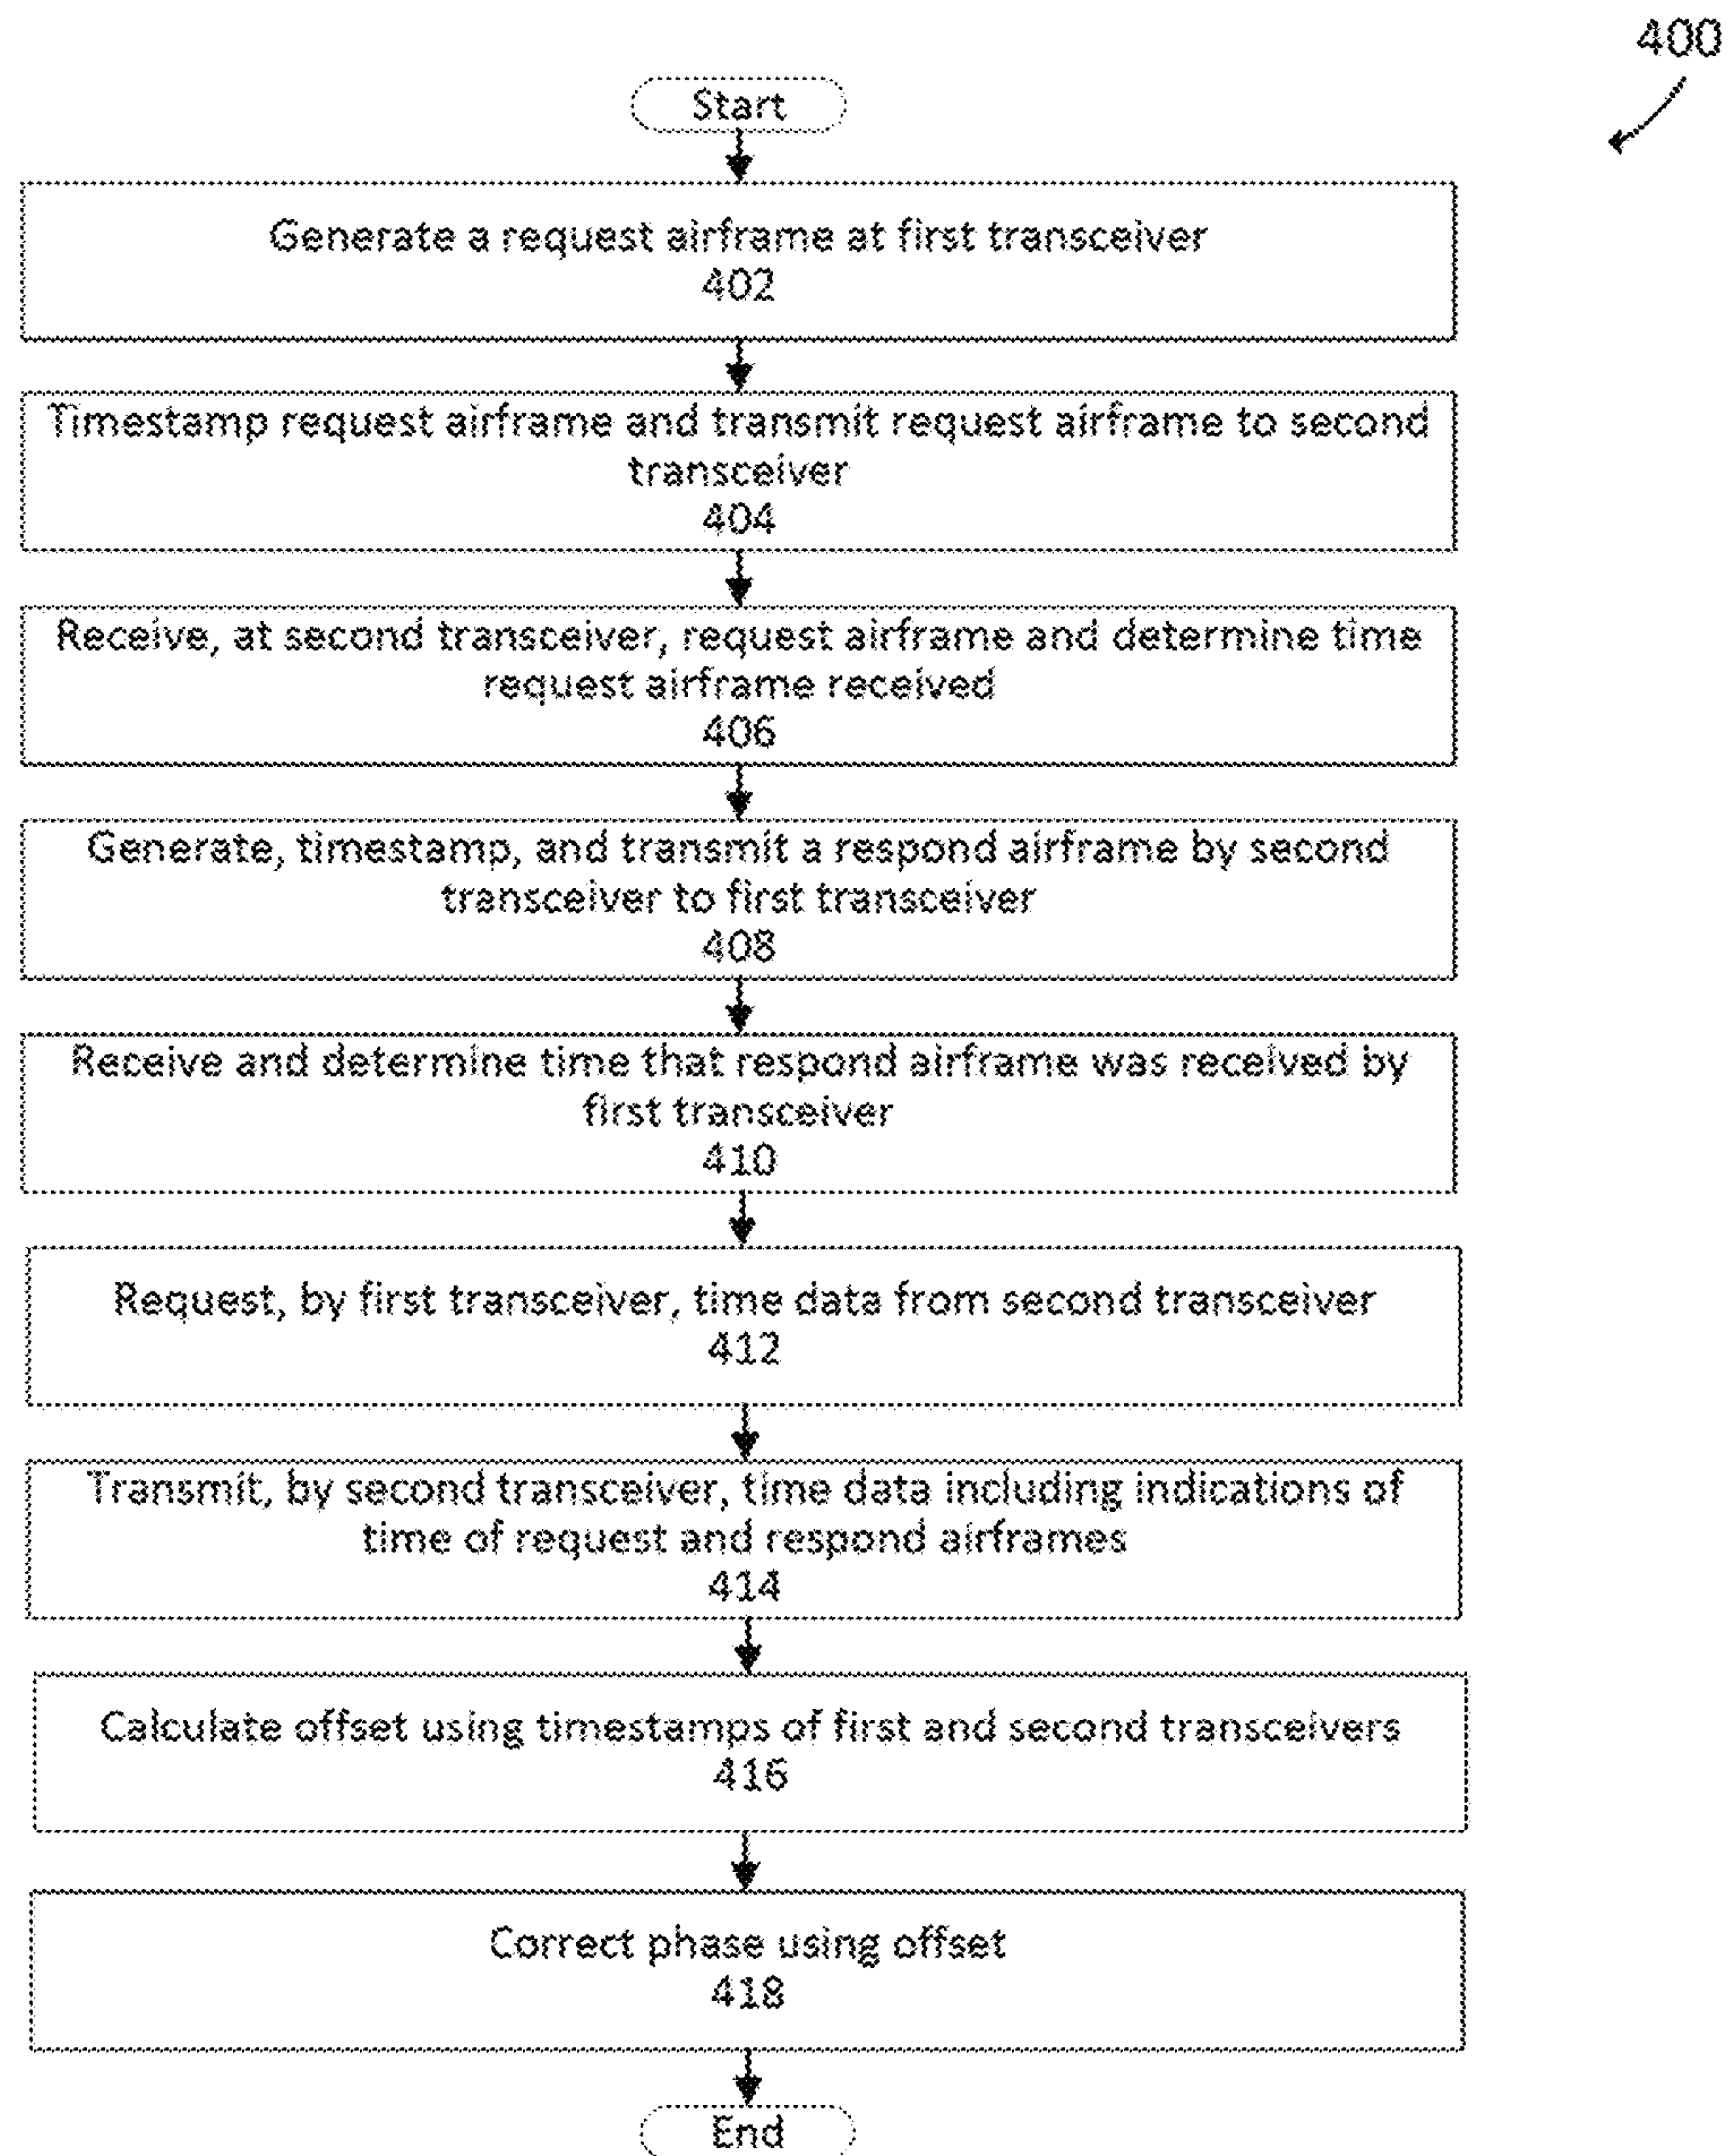 400
Start
Generate a request airframe at first transceiver
402
Timestamp request airframe and transmit request airframe to second
transceiver
404
Receive, at second transceiver, request airframe and determine time
request airframe received
406
Generate, timestamp, and transmit a respond airframe by second
transceiver to first transceiver
408
Receive and determine time that respond airframe was received by
first transceiver
410
Request, by first transceiver, time data from second transceiver
412
Transmit, by second transceiver, time data including indications of
time of request and respond airframes
414
Calculate offset using timestamps of first and second transceivers
416
Correct phase using offset
418
End